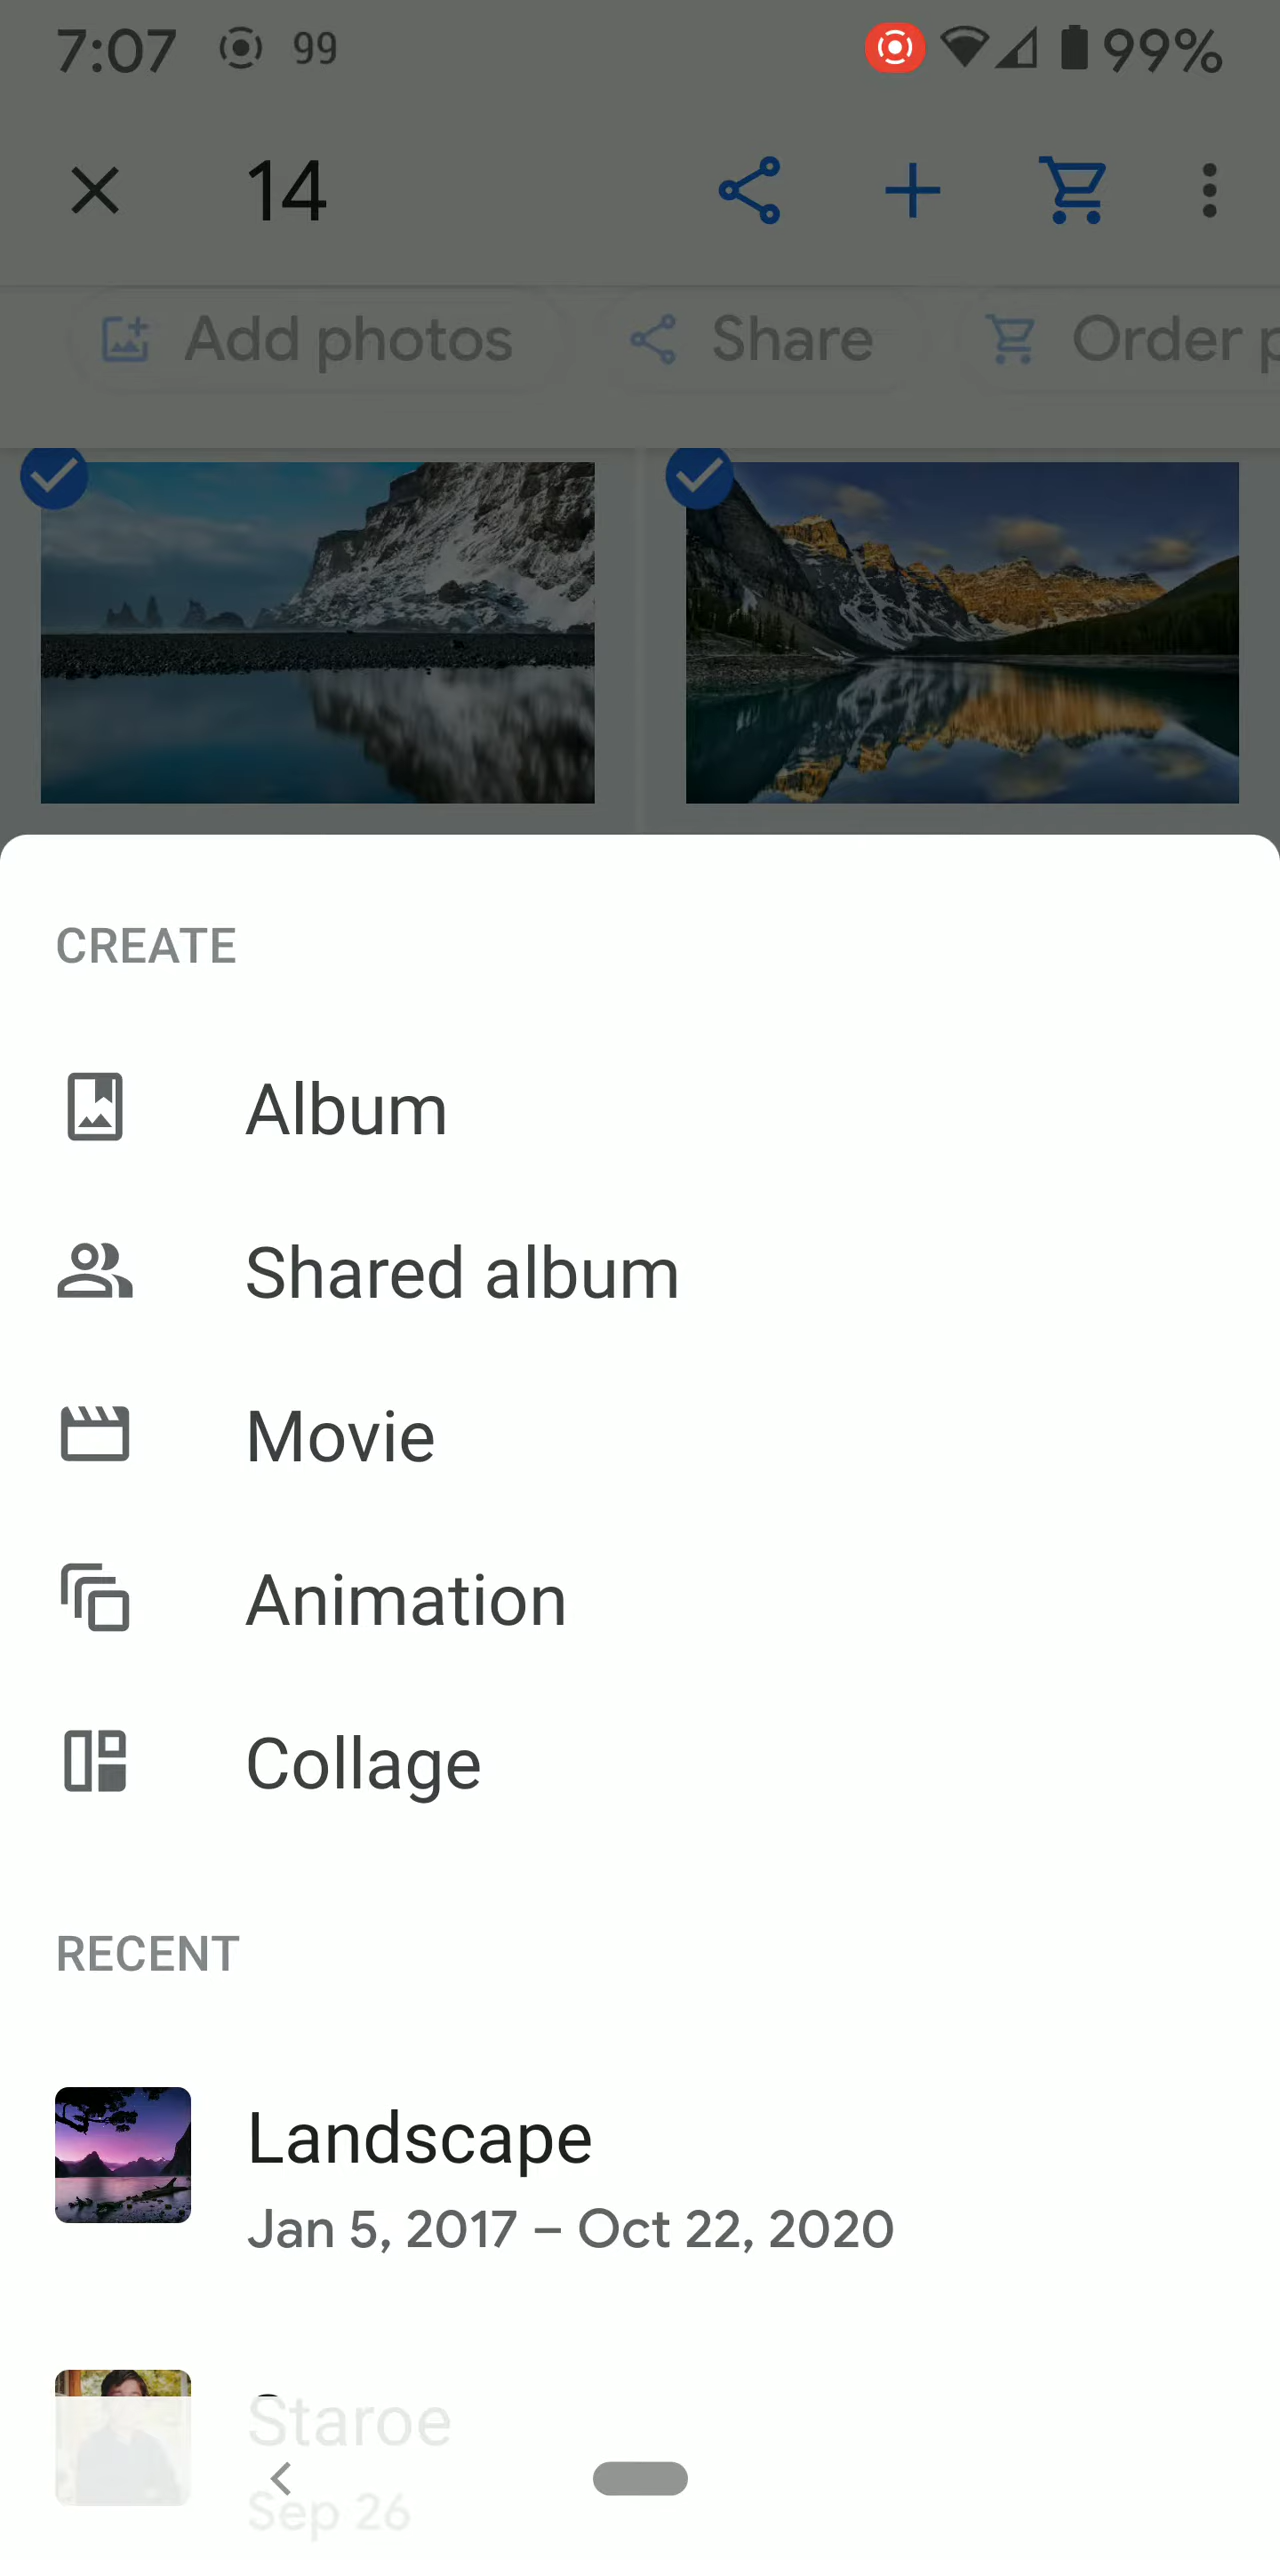 7:07 99 99%
14
Add photos Share Order p
CREATE
Album
Shared album
Movie
Animation
Collage
RECENT
Landscape
Jan 5, 2017 – Oct 22, 2020
Staroe
Sep 26